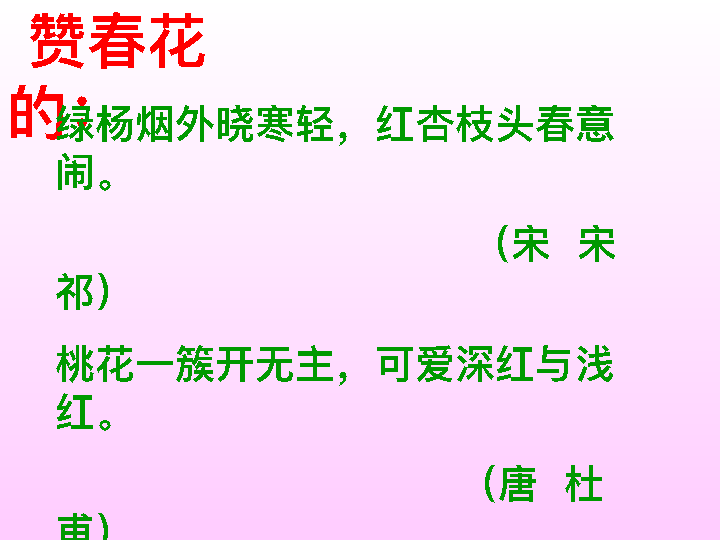 赞春花
的：
绿杨烟外晓寒轻，红杏枝头春意
闹。
（宋 宋
祁）
桃花一簇开无主，可爱深红与浅
红。
（唐 杜
甫）